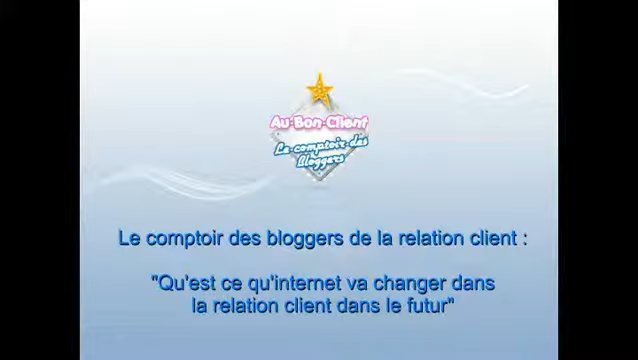 Au-Bon-Client
Le comptoir des
Bloggers
Le comptoir des bloggers de la relation client :
"Qu'est ce qu'internet va changer dans
la relation client dans le futur"